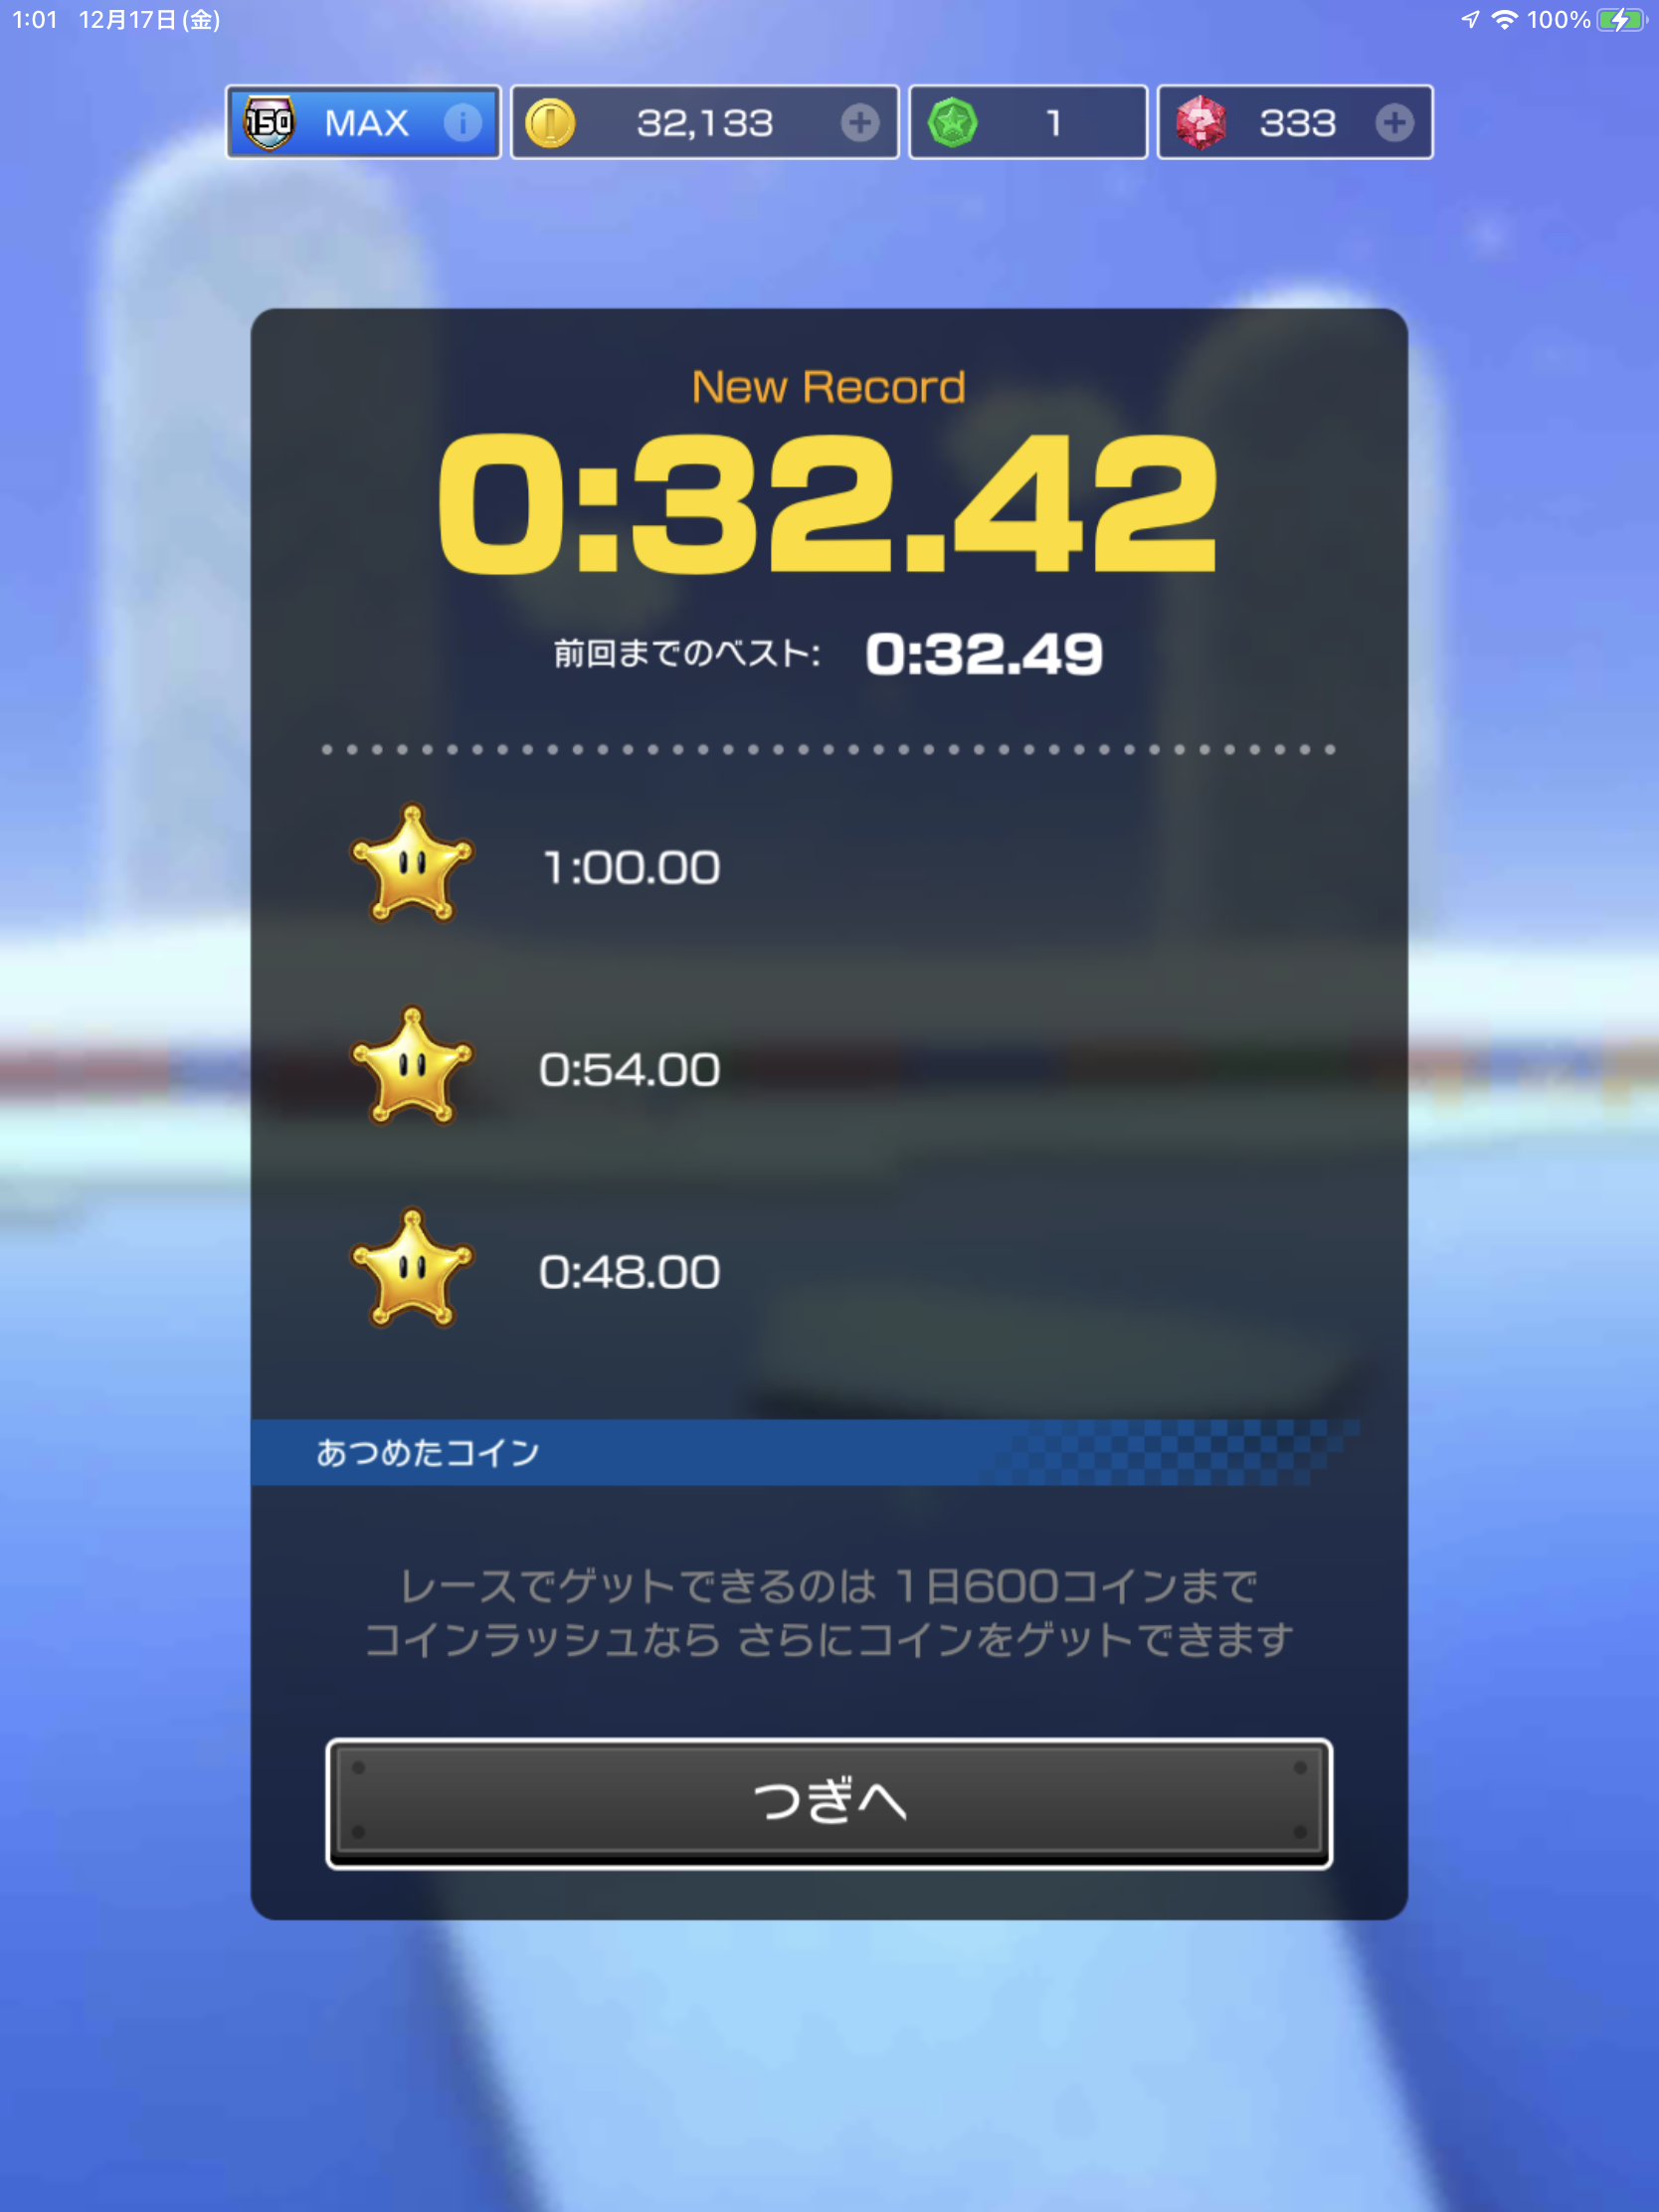 1:01 12月17日(金) 100%
150 MAX i 32,133 + 1 ? 333 +
New Record
0:32.42
前回までのベスト: 0:32.49
1:00.00
0:54.00
0:48.00
あつめたコイン
レースでゲットできるのは 1日600コインまで
コインラッシュなら さらにコインをゲットできます
つぎへ